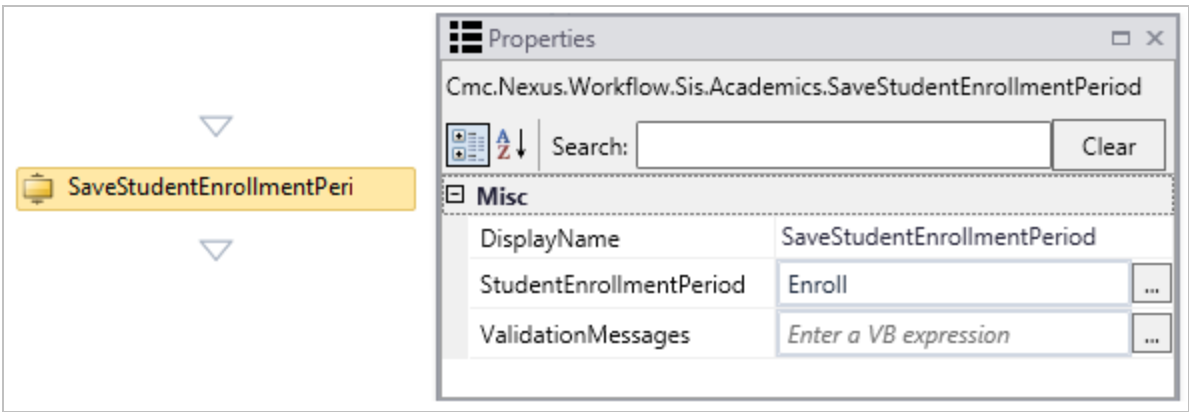 Properties
Cmc.Nexus.Workflow.Sis.Academics.SaveStudentEnrollmentPeriod
A Z Search: Clear
SaveStudentEnrollmentPeri
Misc
DisplayName SaveStudentEnrollmentPeriod
StudentEnrollmentPeriod Enroll ...
ValidationMessages Enter a VB expression ...